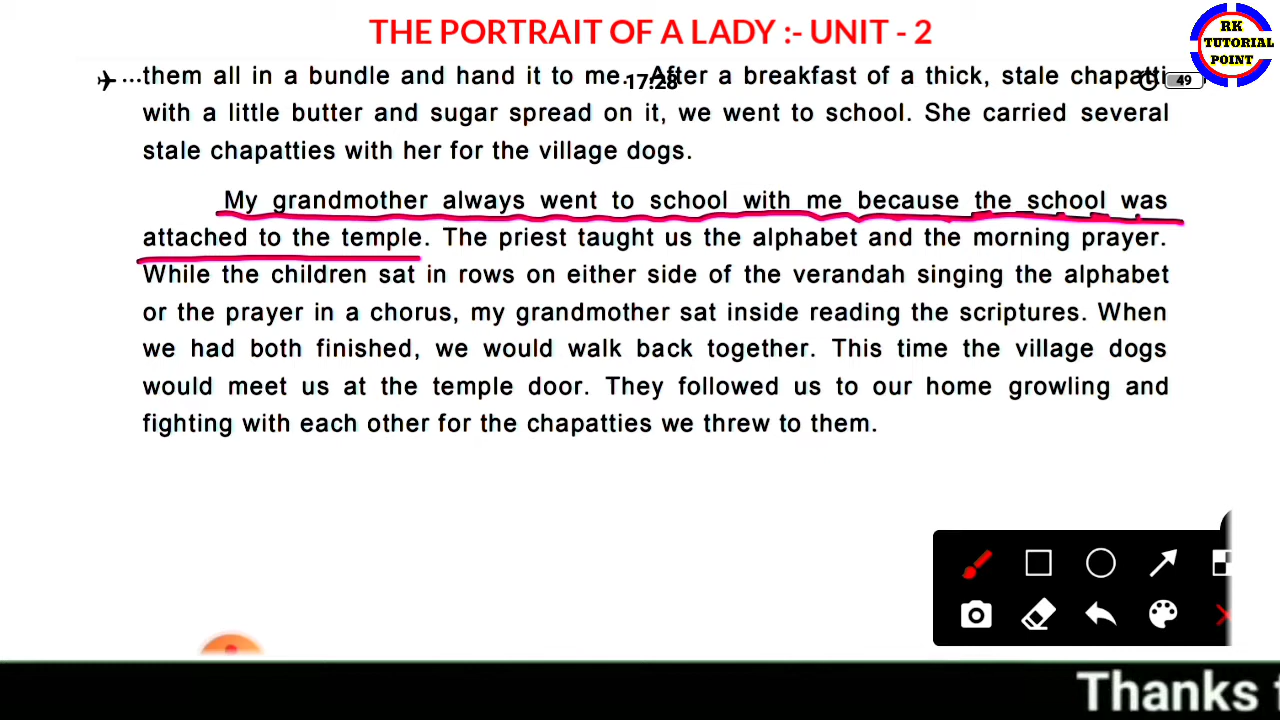 THE PORTRAIT OF A LADY :- UNIT - 2
RK
TUTORIAL
POINT
...them all in a bundle and hand it to me. After a breakfast of a thick, stale chapatti
17:28
49
with a little butter and sugar spread on it, we went to school. She carried several
stale chapatties with her for the village dogs.
My grandmother always went to school with me because the school was
attached to the temple. The priest taught us the alphabet and the morning prayer.
While the children sat in rows on either side of the verandah singing the alphabet
or the prayer in a chorus, my grandmother sat inside reading the scriptures. When
we had both finished, we would walk back together. This time the village dogs
would meet us at the temple door. They followed us to our home growling and
fighting with each other for the chapatties we threw to them.
Thanks